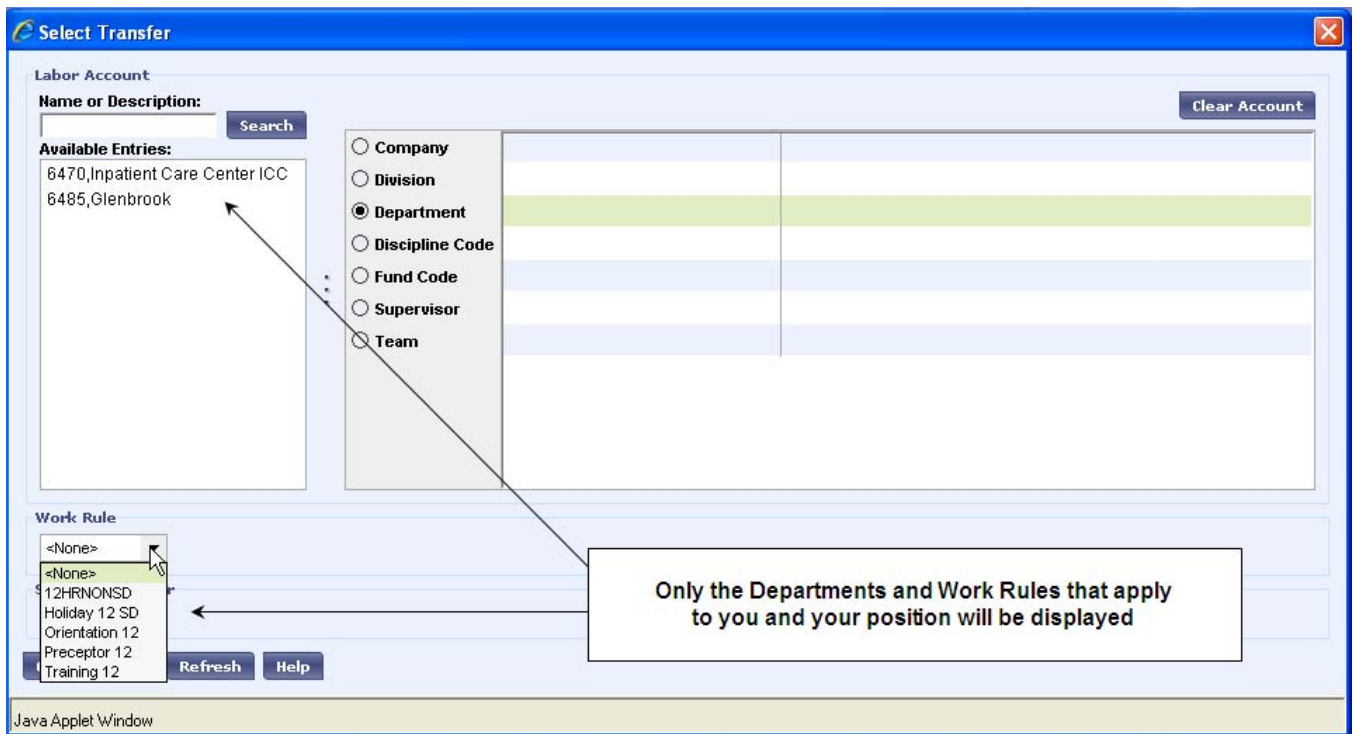 Select Transfer
Labor Account
Name or Description:
Search
Clear Account
Available Entries:
6470,Inpatient Care Center ICC
6485,Glenbrook
Company
Division
Department
Discipline Code
Fund Code
Supervisor
Team
Work Rule
<None>
<None>
12HRNONSD
Holiday 12 SD
Orientation 12
Preceptor 12
Training 12
Only the Departments and Work Rules that apply
to you and your position will be displayed
Refresh
Help
Java Applet Window